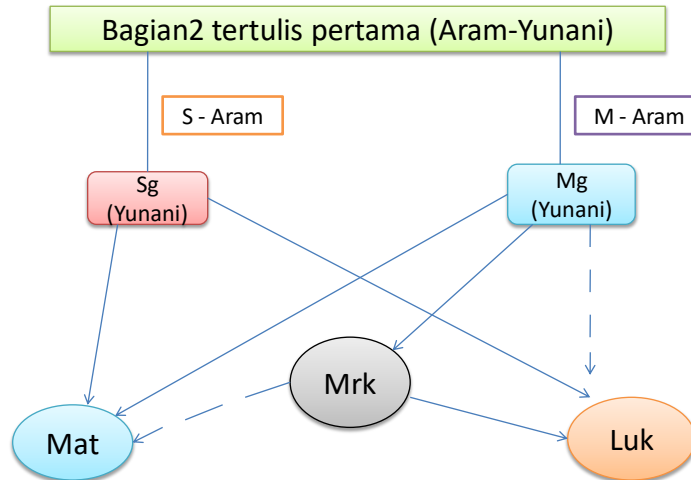 Bagian2 tertulis pertama (Aram-Yunani)
S - Aram
M - Aram
Sg
(Yunani)
Mg
(Yunani)
Mrk
Mat
Luk